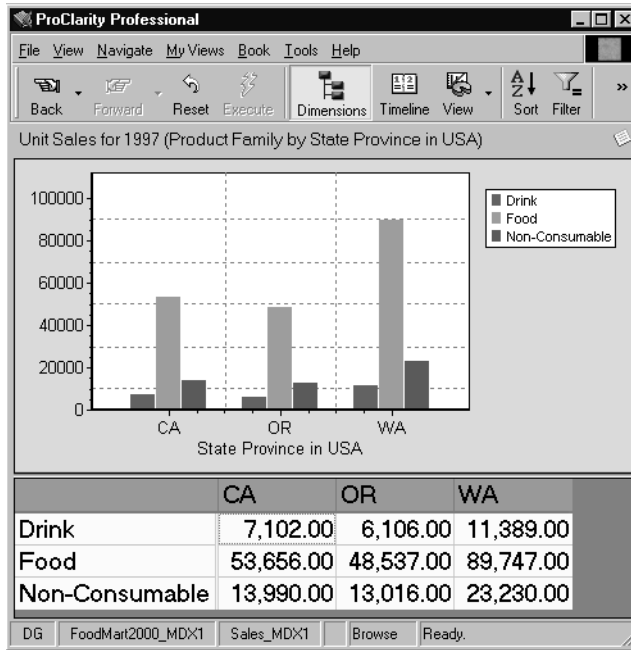 ProClarity Professional
File View Navigate My Views Book Tools Help
Back Forward Reset Execute Dimensions Timeline View Sort Filter »
Unit Sales for 1997 (Product Family by State Province in USA)
100000
80000
60000
40000
20000
0
CA OR WA
State Province in USA
Drink
Food
Non-Consumable
CA OR WA
Drink 7,102.00 6,106.00 11,389.00
Food 53,656.00 48,537.00 89,747.00
Non-Consumable 13,990.00 13,016.00 23,230.00
DG FoodMart2000_MDX1 Sales_MDX1 Browse Ready.